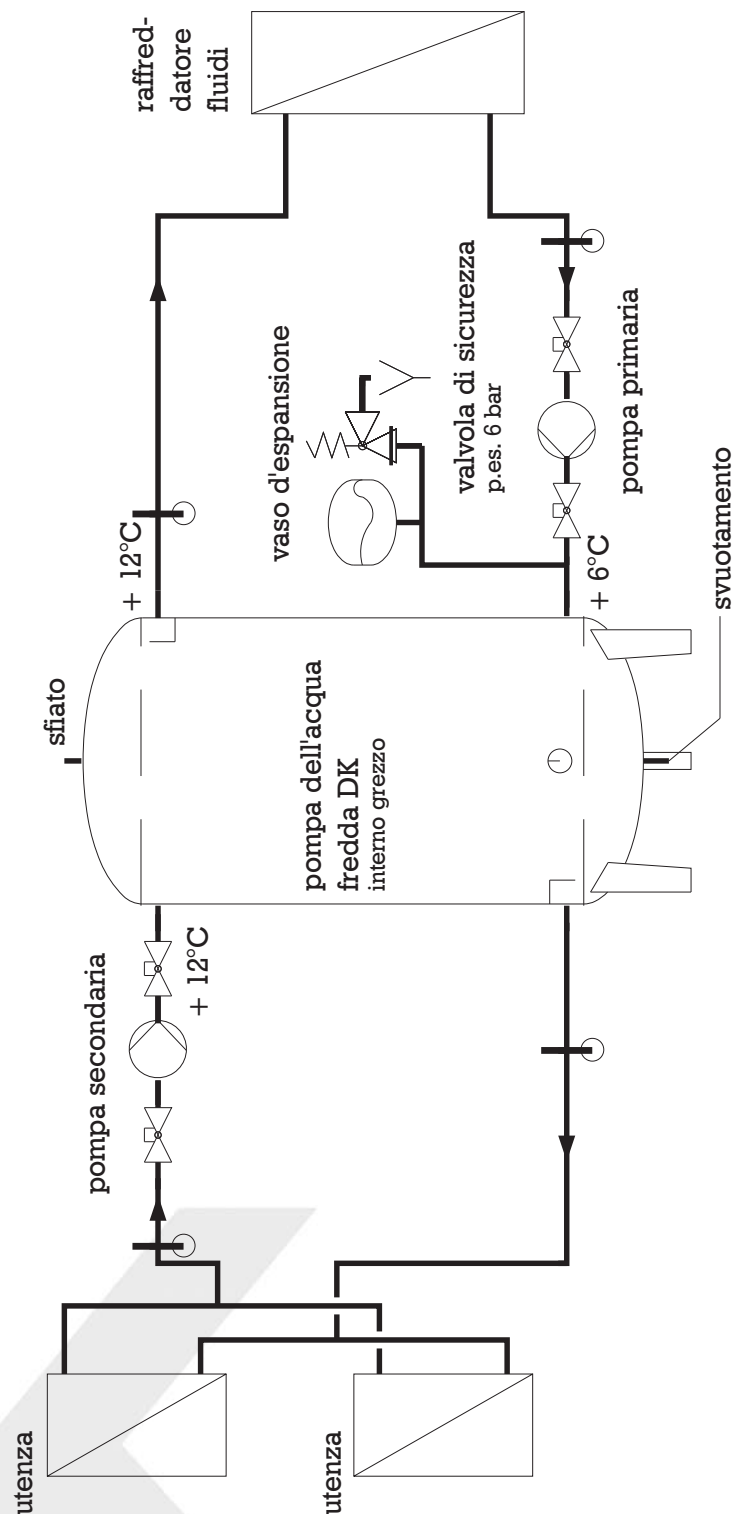 raffred-
datore
fluidi
vaso d'espansione
valvola di sicurezza
p.es. 6 bar
pompa primaria
+ 12°C
+ 6°C
svuotamento
sfiato
pompa dell'acqua
fredda DK
interno grezzo
pompa secondaria
+ 12°C
utenza
utenza